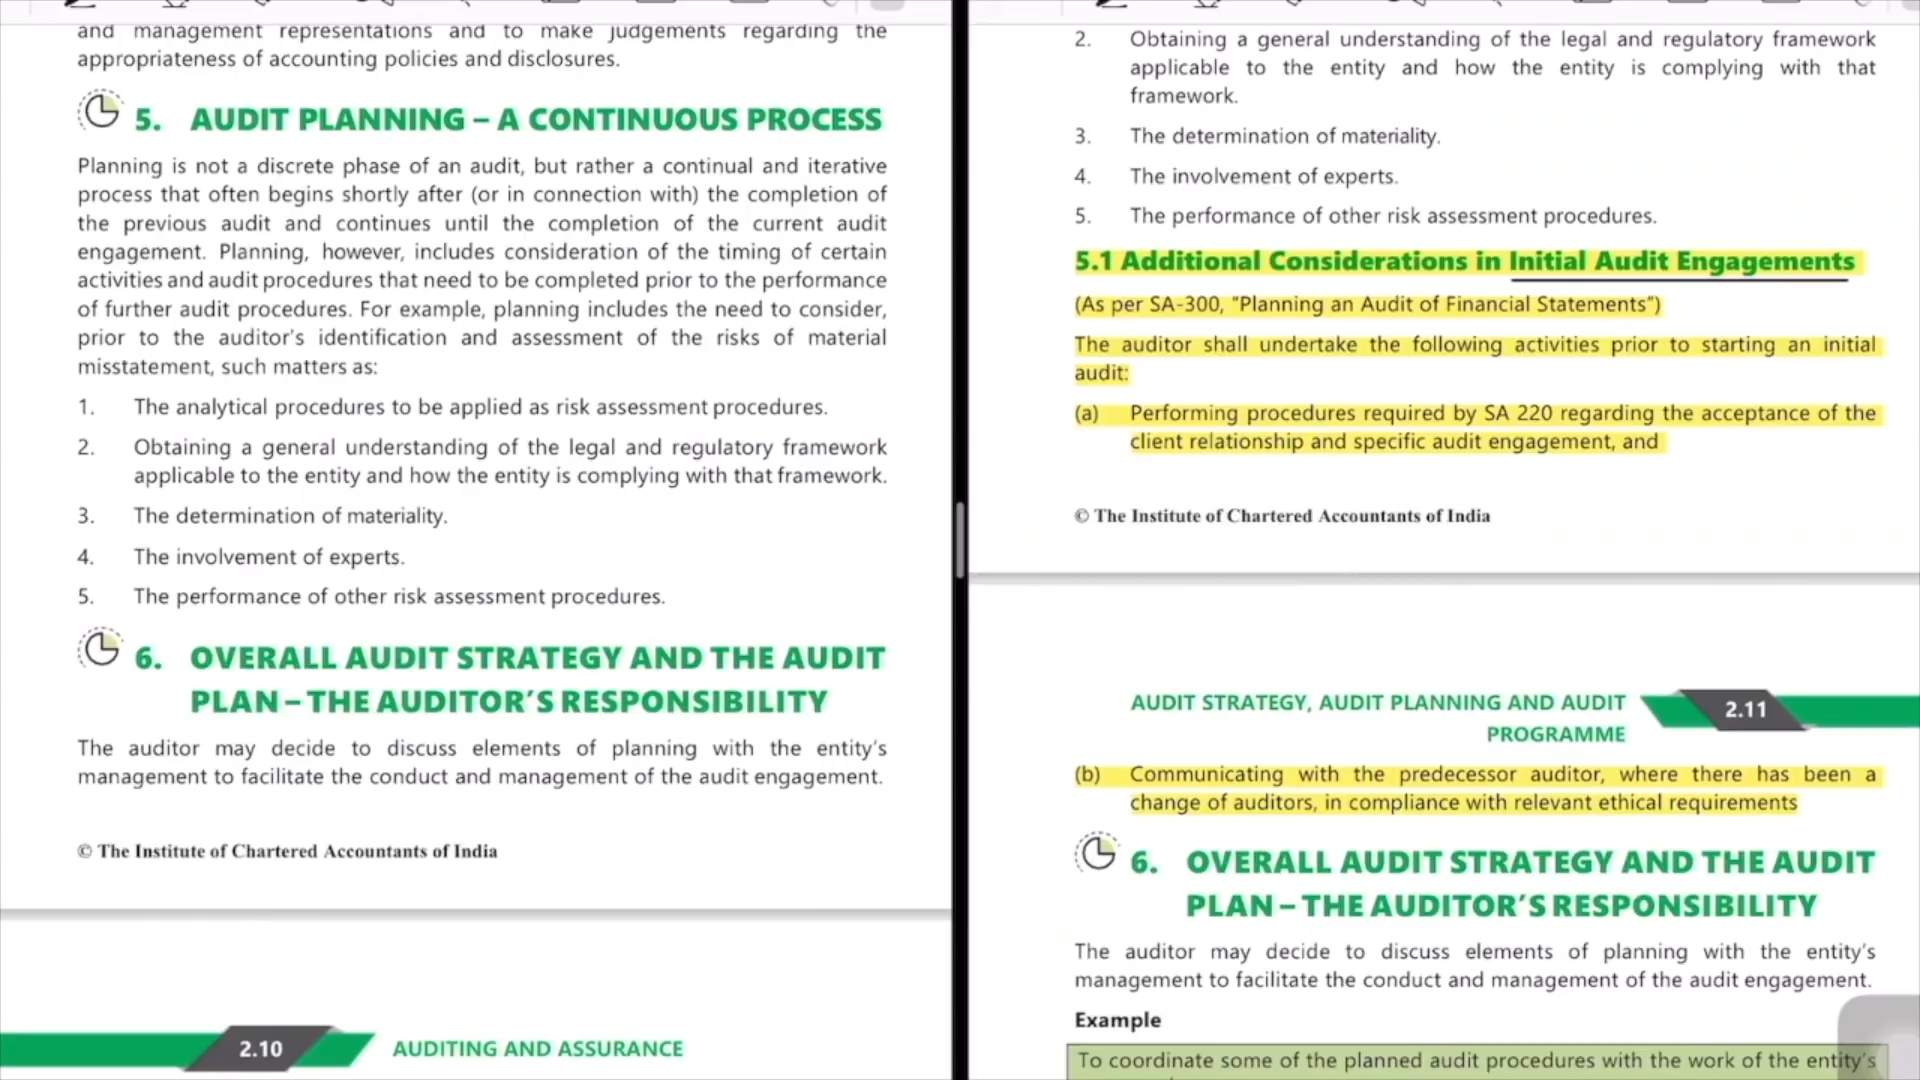 and management representations and to make judgements regarding the
appropriateness of accounting policies and disclosures.
5. AUDIT PLANNING – A CONTINUOUS PROCESS
Planning is not a discrete phase of an audit, but rather a continual and iterative
process that often begins shortly after (or in connection with) the completion of
the previous audit and continues until the completion of the current audit
engagement. Planning, however, includes consideration of the timing of certain
activities and audit procedures that need to be completed prior to the performance
of further audit procedures. For example, planning includes the need to consider,
prior to the auditor's identification and assessment of the risks of material
misstatement, such matters as:
1. The analytical procedures to be applied as risk assessment procedures.
2. Obtaining a general understanding of the legal and regulatory framework
applicable to the entity and how the entity is complying with that framework.
3. The determination of materiality.
4. The involvement of experts.
5. The performance of other risk assessment procedures.
6. OVERALL AUDIT STRATEGY AND THE AUDIT
PLAN – THE AUDITOR'S RESPONSIBILITY
The auditor may decide to discuss elements of planning with the entity's
management to facilitate the conduct and management of the audit engagement.
© The Institute of Chartered Accountants of India
2.10 AUDITING AND ASSURANCE
2. Obtaining a general understanding of the legal and regulatory framework
applicable to the entity and how the entity is complying with that
framework.
3. The determination of materiality.
4. The involvement of experts.
5. The performance of other risk assessment procedures.
5.1 Additional Considerations in Initial Audit Engagements
(As per SA-300, "Planning an Audit of Financial Statements")
The auditor shall undertake the following activities prior to starting an initial
audit:
(a) Performing procedures required by SA 220 regarding the acceptance of the
client relationship and specific audit engagement, and
© The Institute of Chartered Accountants of India
AUDIT STRATEGY, AUDIT PLANNING AND AUDIT
PROGRAMME
2.11
(b) Communicating with the predecessor auditor, where there has been a
change of auditors, in compliance with relevant ethical requirements
6. OVERALL AUDIT STRATEGY AND THE AUDIT
PLAN – THE AUDITOR'S RESPONSIBILITY
The auditor may decide to discuss elements of planning with the entity's
management to facilitate the conduct and management of the audit engagement.
Example
To coordinate some of the planned audit procedures with the work of the entity's